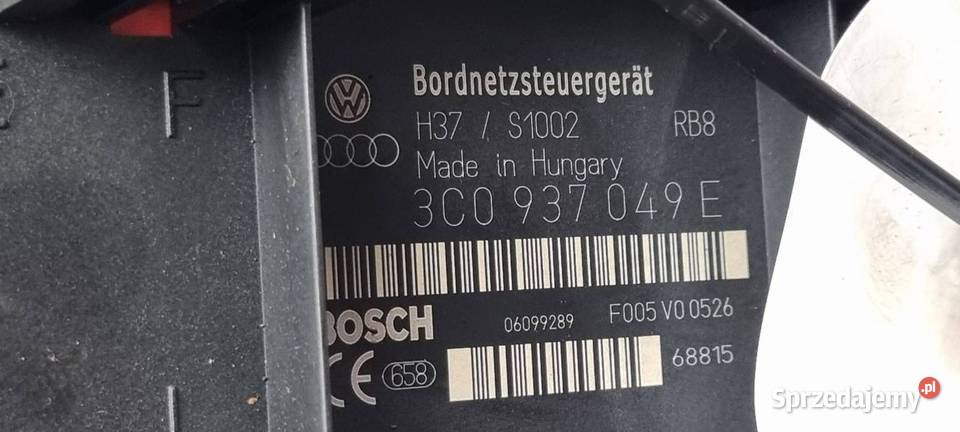 F
Bordnetzsteuergerät
H37 / S1002 RB8
Made in Hungary
3C0 937 049 E
BOSCH 06099289 F005 V0 0526
CE 658 68815
Sprzedajemy.pl